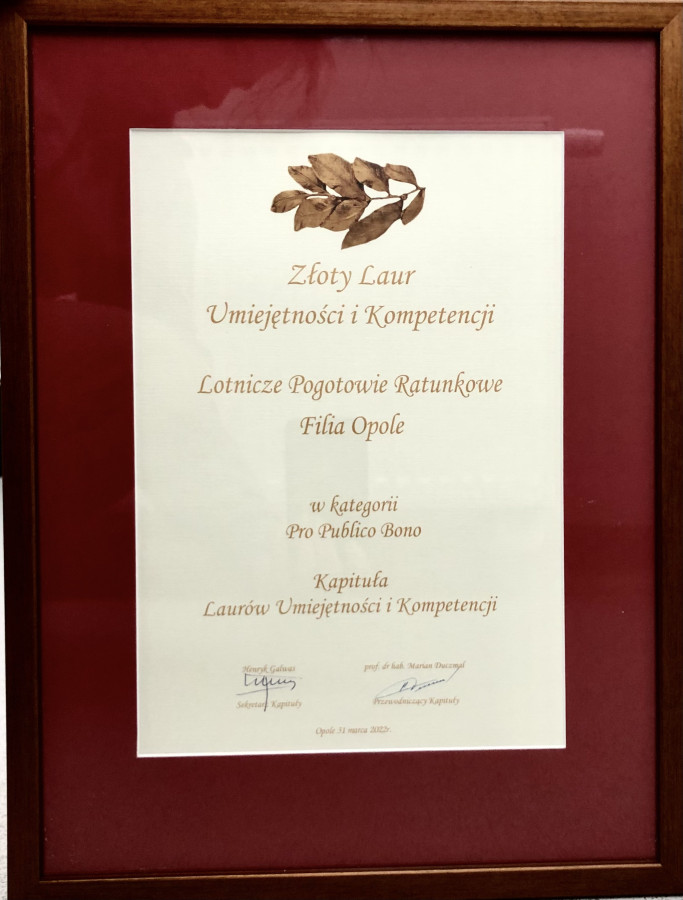 Złoty Laur
Umiejętności i Kompetencji
Lotnicze Pogotowie Ratunkowe
Filia Opole
w kategorii
Pro Publico Bono
Kapituła
Laurów Umiejętności i Kompetencji
Henryk Galwas
prof. dr hab. Marian Duczmal
Sekretarz Kapituły
Przewodniczący Kapituły
Opole 31 marca 2022r.